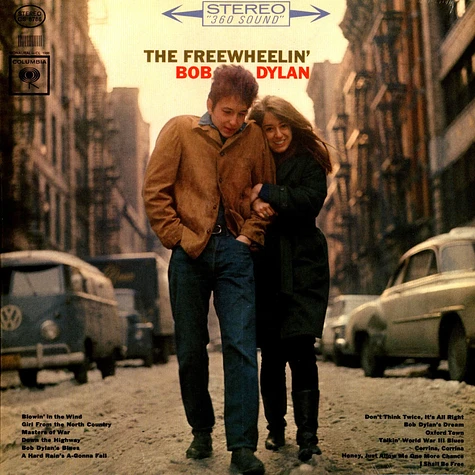 STEREO
"360 SOUND"
STEREO
COLUMBIA
THE FREEWHEELIN'
BOB DYLAN
Blowin' in the Wind
Girl From the North Country
Masters of War
Down the Highway
Bob Dylan's Blues
A Hard Rain's A-Gonna Fall
Don't Think Twice, It's All Right
Bob Dylan's Dream
Oxford Town
Talkin' World War III Blues
Corrina, Corrina
Honey, Just Allow Me One More Chance
I Shall Be Free